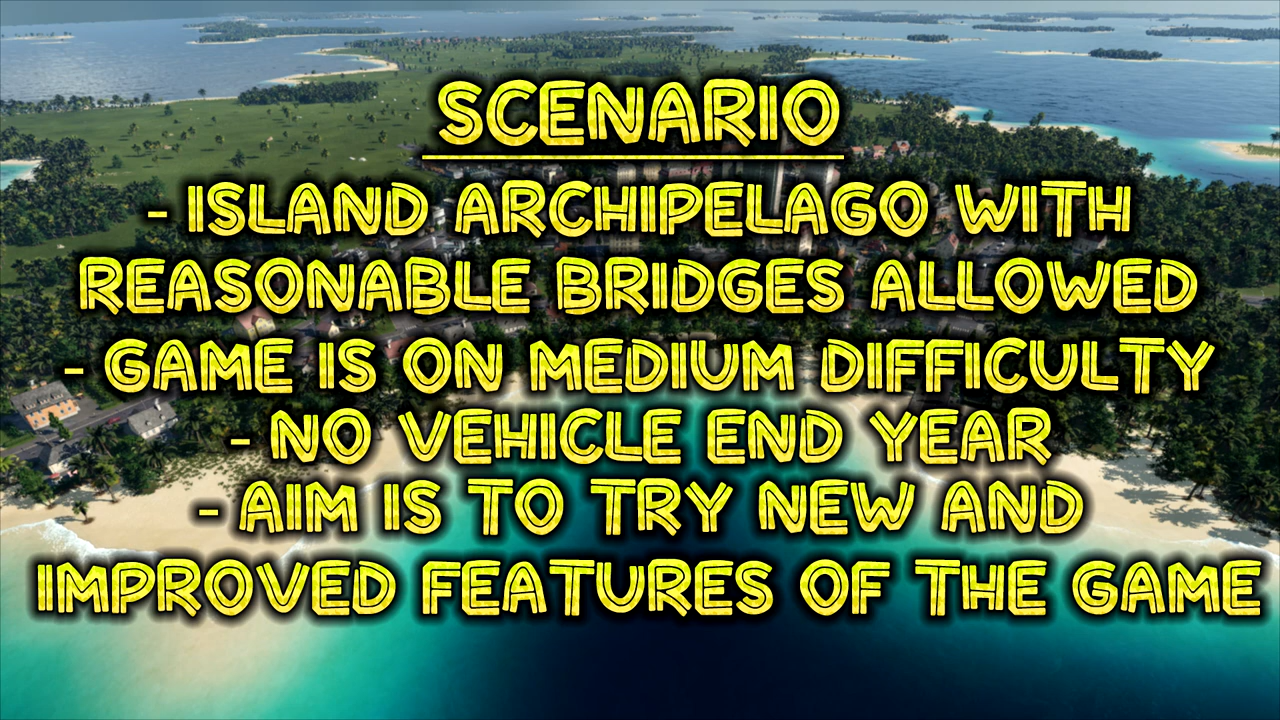 SCENARIO
- ISLAND ARCHIPELAGO WITH
REASONABLE BRIDGES ALLOWED
- GAME IS ON MEDIUM DIFFICULTY
- NO VEHICLE END YEAR
- AIM IS TO TRY NEW AND
IMPROVED FEATURES OF THE GAME